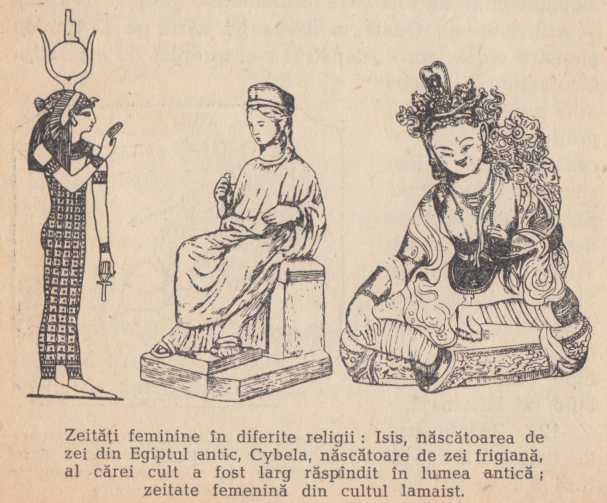 Zeități feminine în diferite religii : Isis, născătoarea de
zei din Egiptul antic, Cybela, născătoare de zei frigiană,
al cărei cult a fost larg răspîndit în lumea antică ;
zeitate femenină din cultul lamaist.